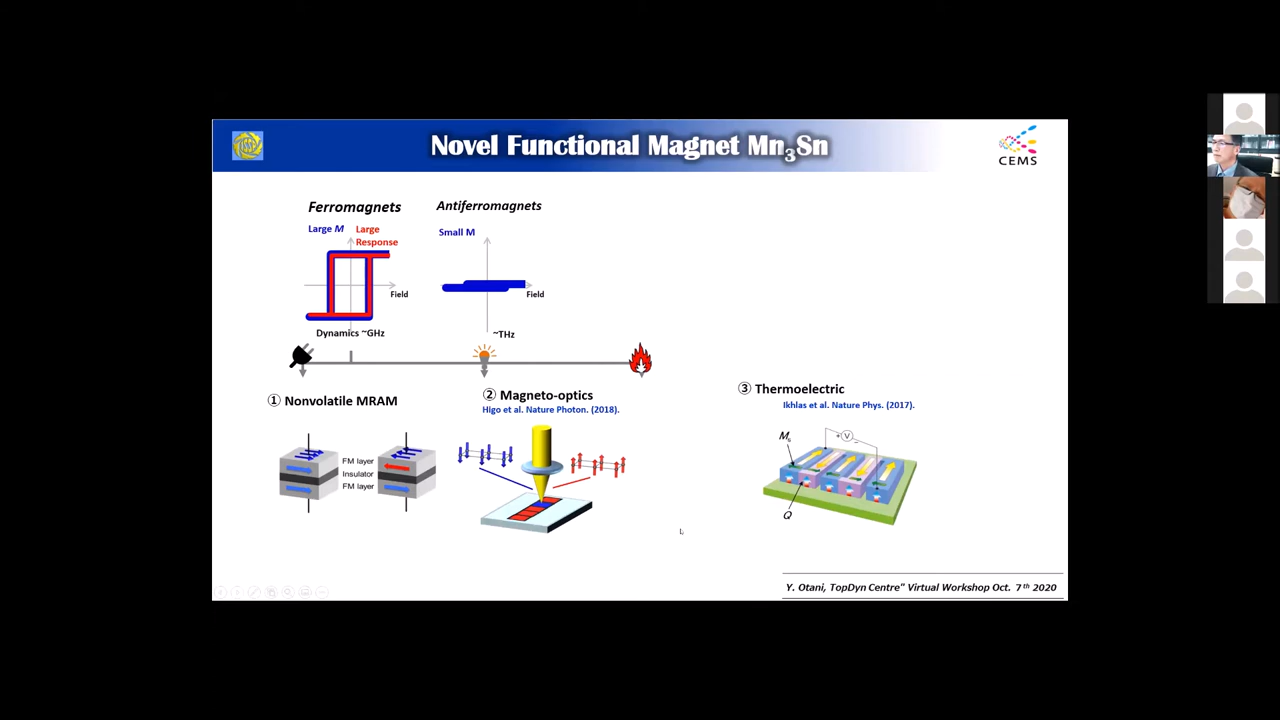 Novel Functional Magnet Mn3Sn
CEMS
Ferromagnets
Large M
Large
Response
Field
Dynamics ~GHz
Antiferromagnets
Small M
Field
~THz
① Nonvolatile MRAM
FM layer
Insulator
FM layer
② Magneto-optics
Higo et al. Nature Photon. (2018).
③ Thermoelectric
Ikhlas et al. Nature Phys. (2017).
+ V −
Q
Y. Otani, TopDyn Centre" Virtual Workshop Oct. 7th 2020